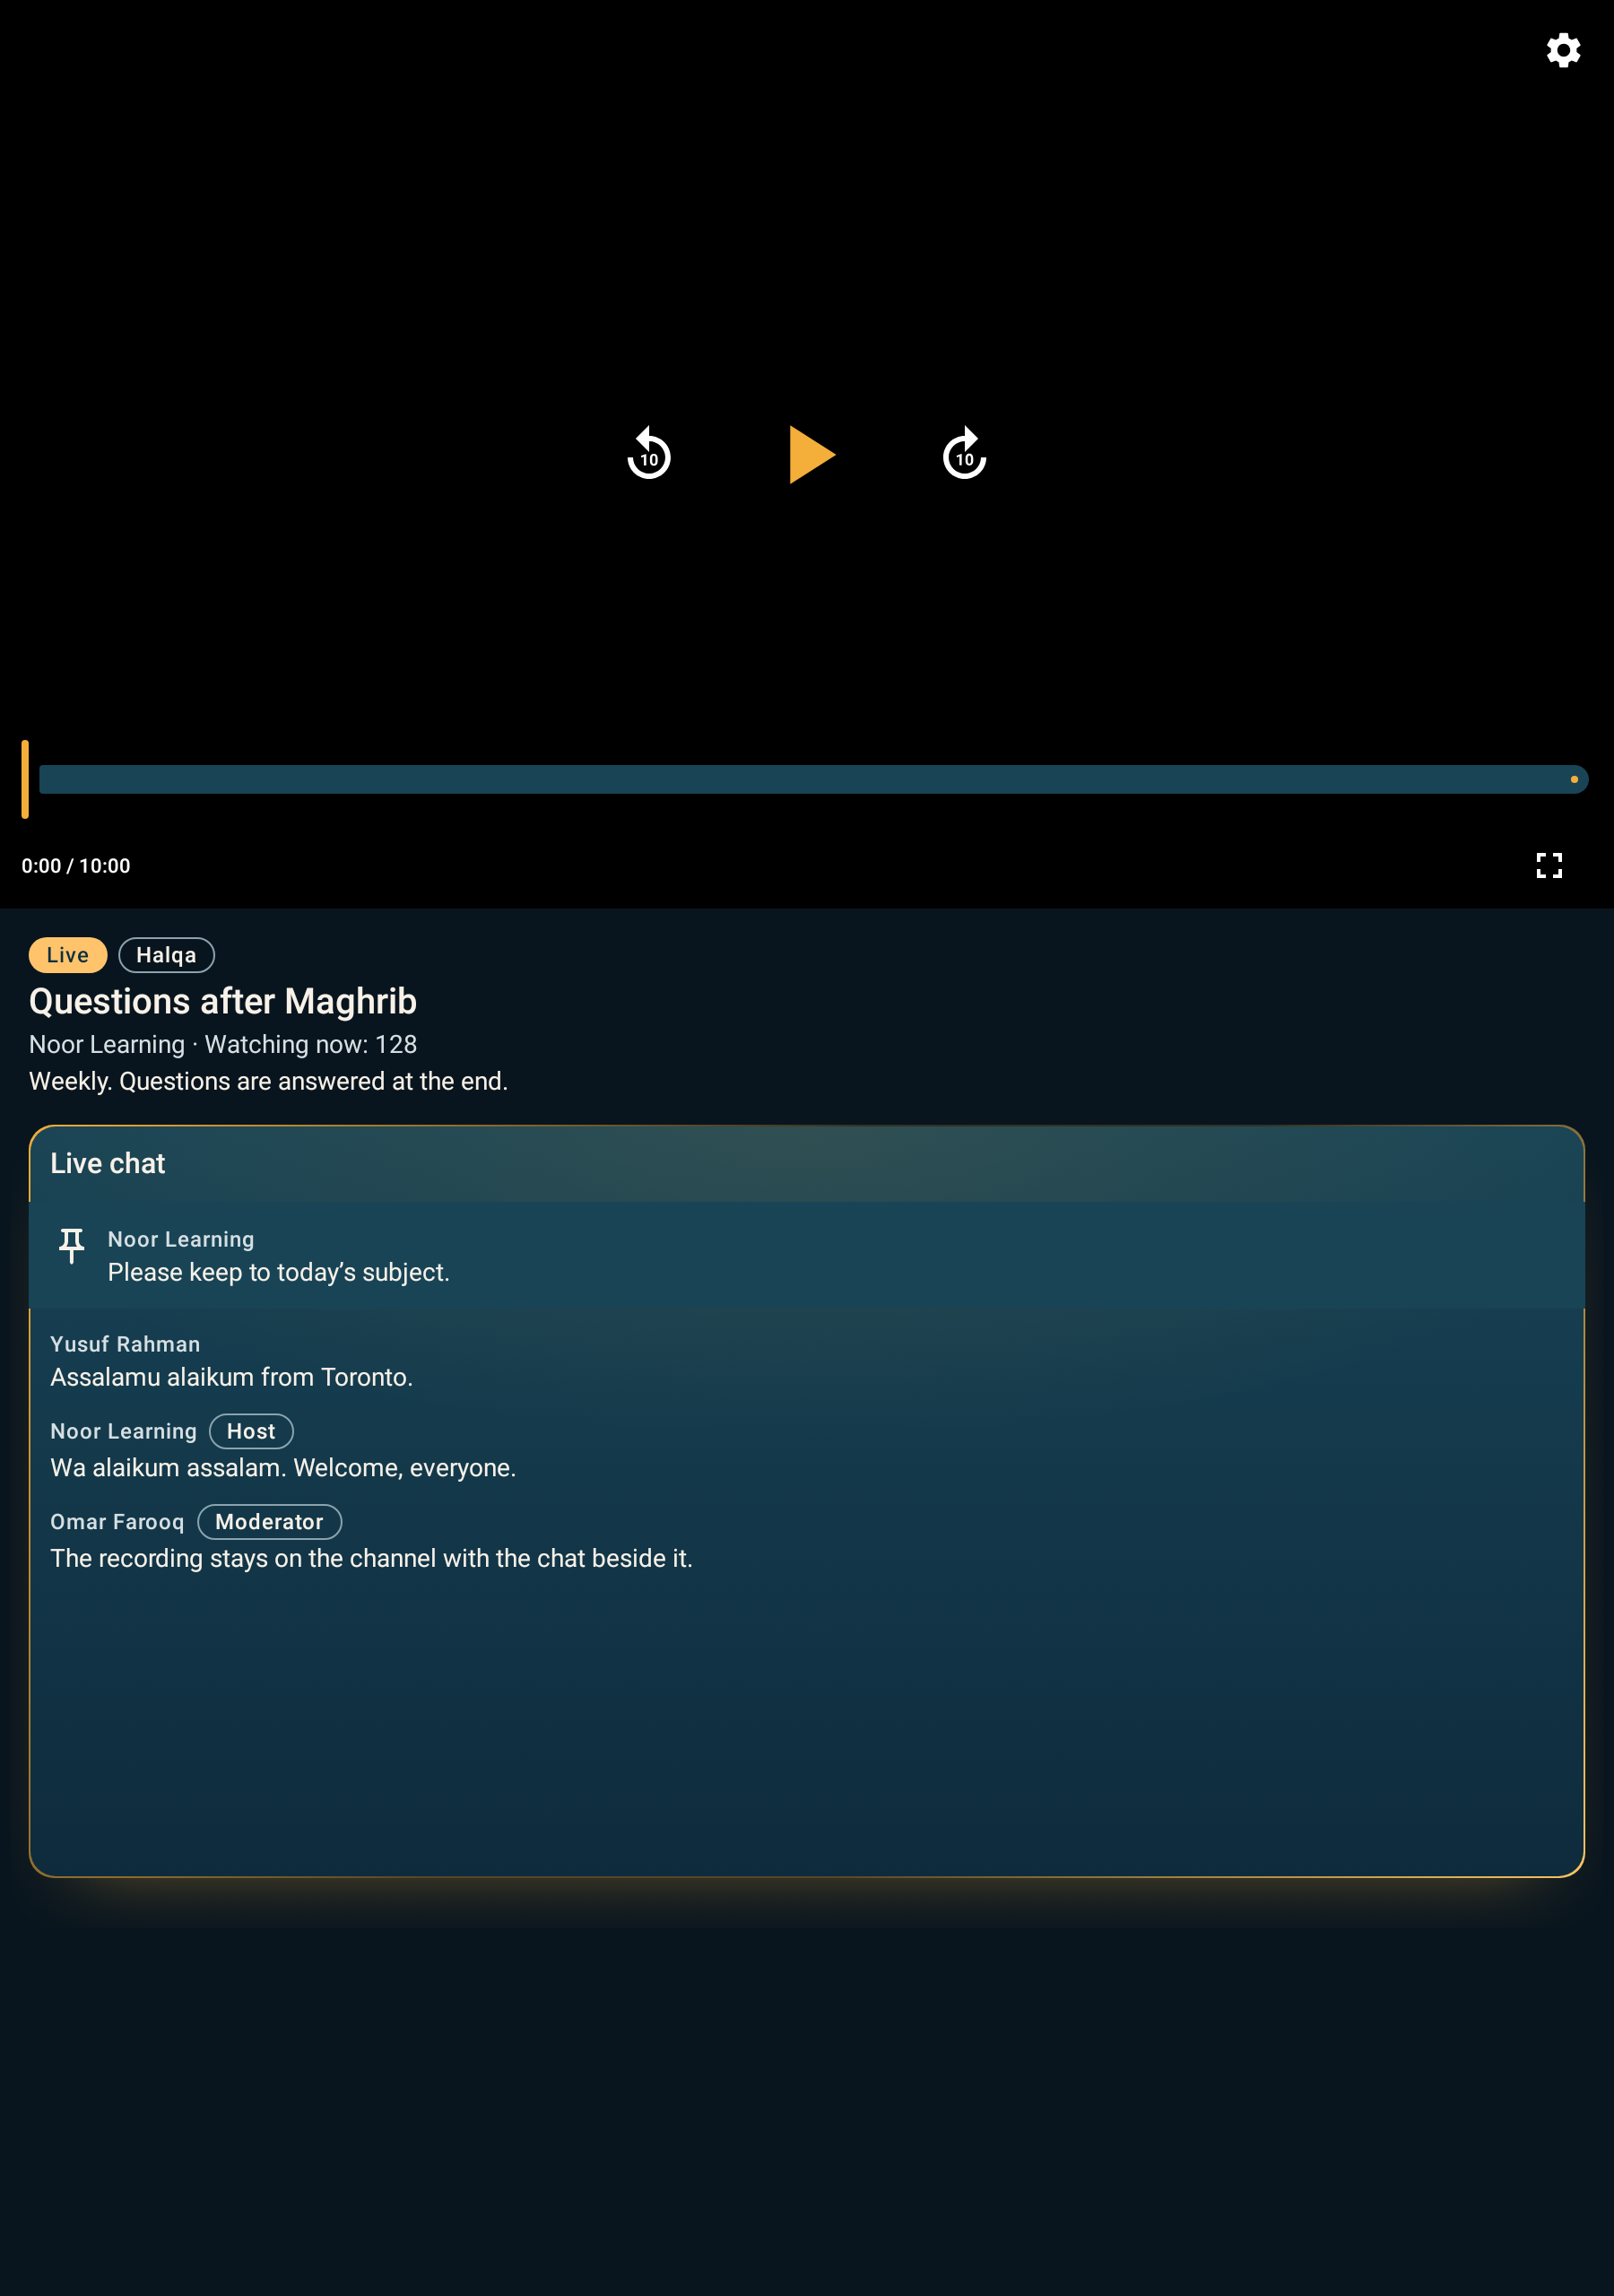 10
10
0:00 / 10:00
Live
Halqa
Questions after Maghrib
Noor Learning · Watching now: 128
Weekly. Questions are answered at the end.
Live chat
Noor Learning
Please keep to today’s subject.
Yusuf Rahman
Assalamu alaikum from Toronto.
Noor Learning
Host
Wa alaikum assalam. Welcome, everyone.
Omar Farooq
Moderator
The recording stays on the channel with the chat beside it.